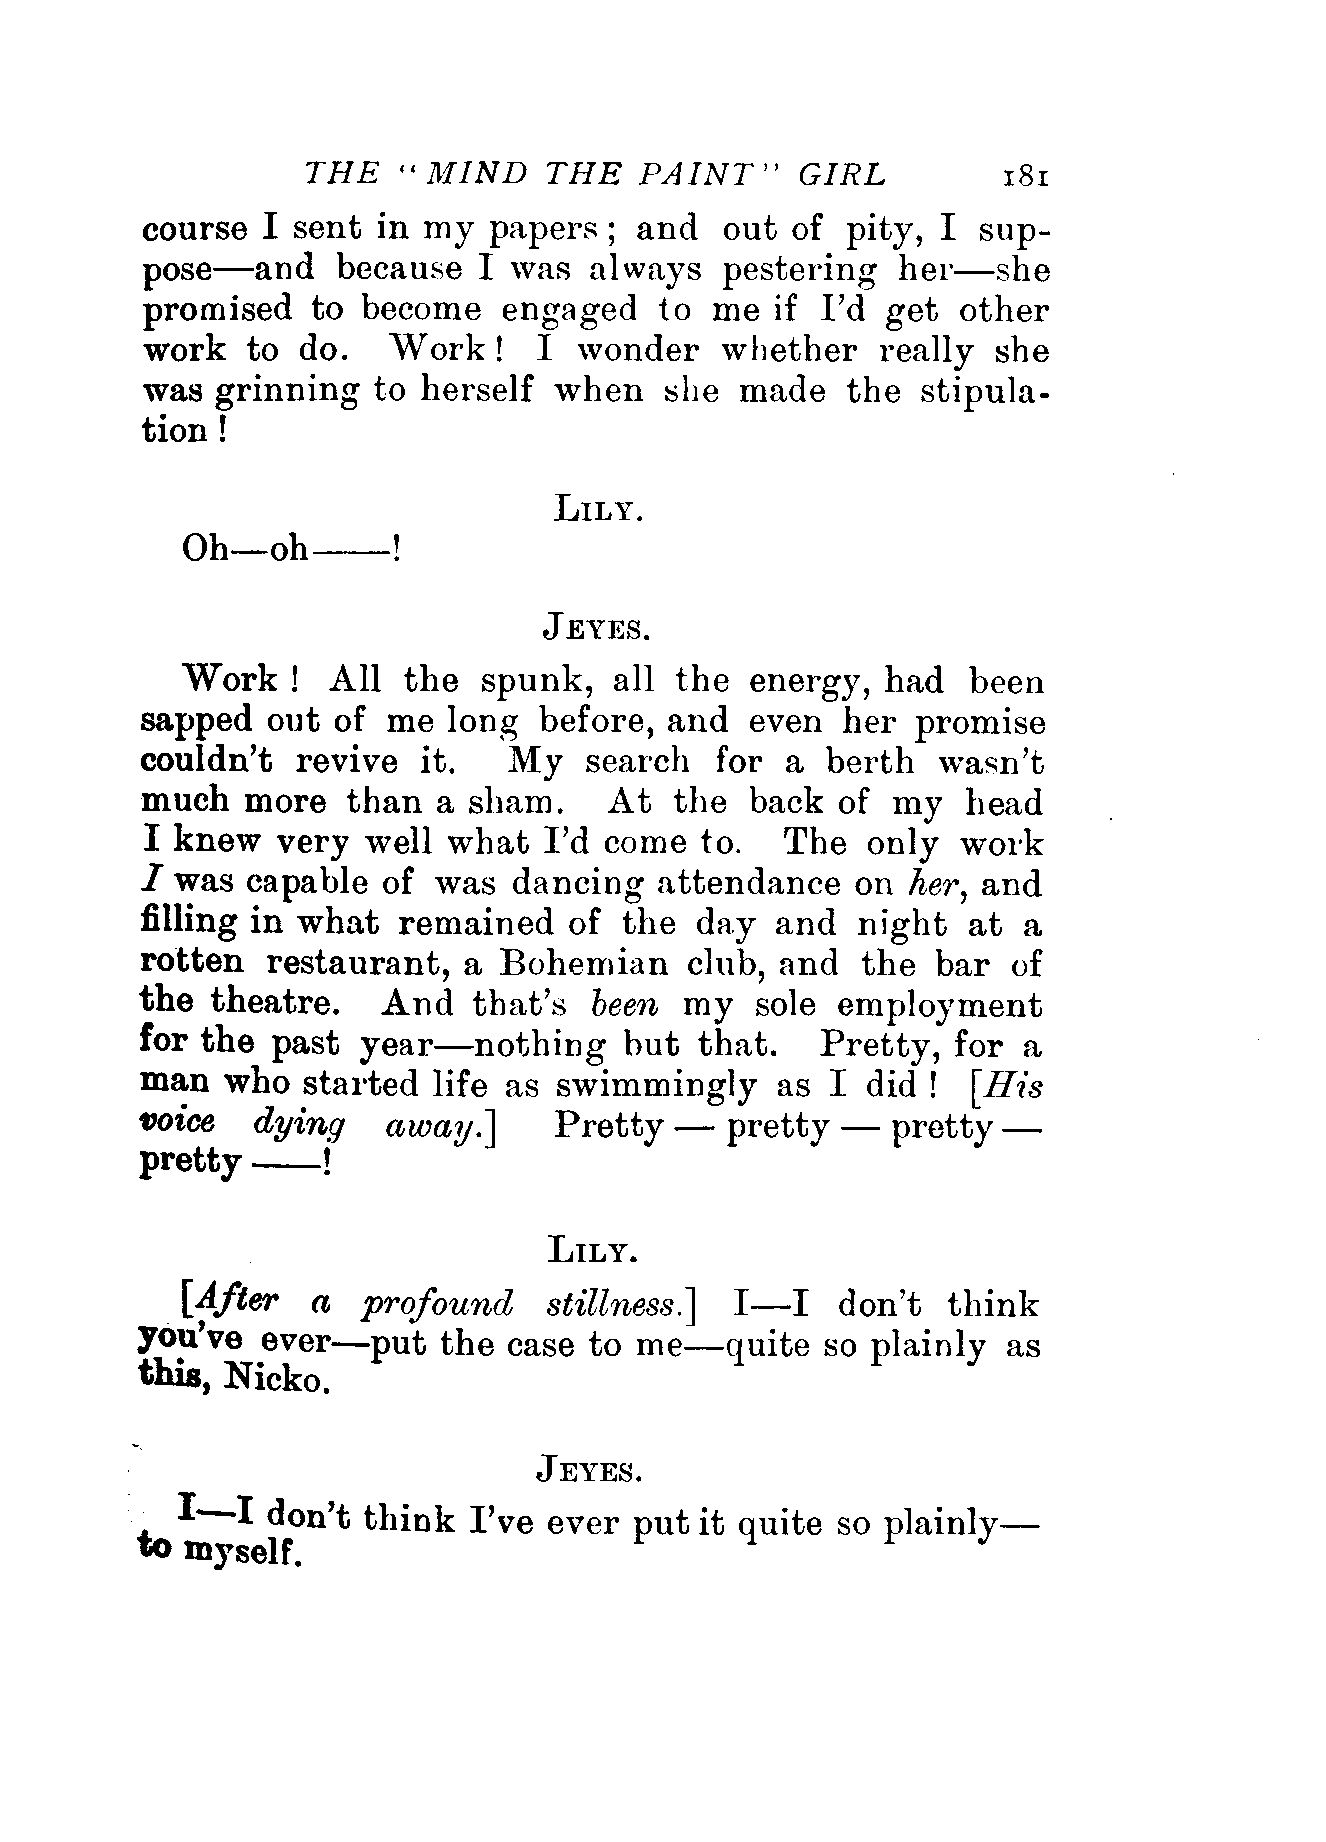 THE “MIND THE PAINT” GIRL 181
course I sent in my papers; and out of pity, I sup-
pose—and because I was always pestering her—she
promised to become engaged to me if I’d get other
work to do. Work! I wonder whether really she
was grinning to herself when she made the stipula-
tion!
LILY.
Oh—oh——!
JEYES.
Work! All the spunk, all the energy, had been
sapped out of me long before, and even her promise
couldn’t revive it. My search for a berth wasn’t
much more than a sham. At the back of my head
I knew very well what I’d come to. The only work
I was capable of was dancing attendance on her, and
filling in what remained of the day and night at a
rotten restaurant, a Bohemian club, and the bar of
the theatre. And that’s been my sole employment
for the past year—nothing but that. Pretty, for a
man who started life as swimmingly as I did! [His
voice dying away.] Pretty—pretty—pretty—
pretty——!
LILY.
[After a profound stillness.] I—I don’t think
you’ve ever—put the case to me—quite so plainly as
this, Nicko.
JEYES.
I—I don’t think I’ve ever put it quite so plainly—
to myself.